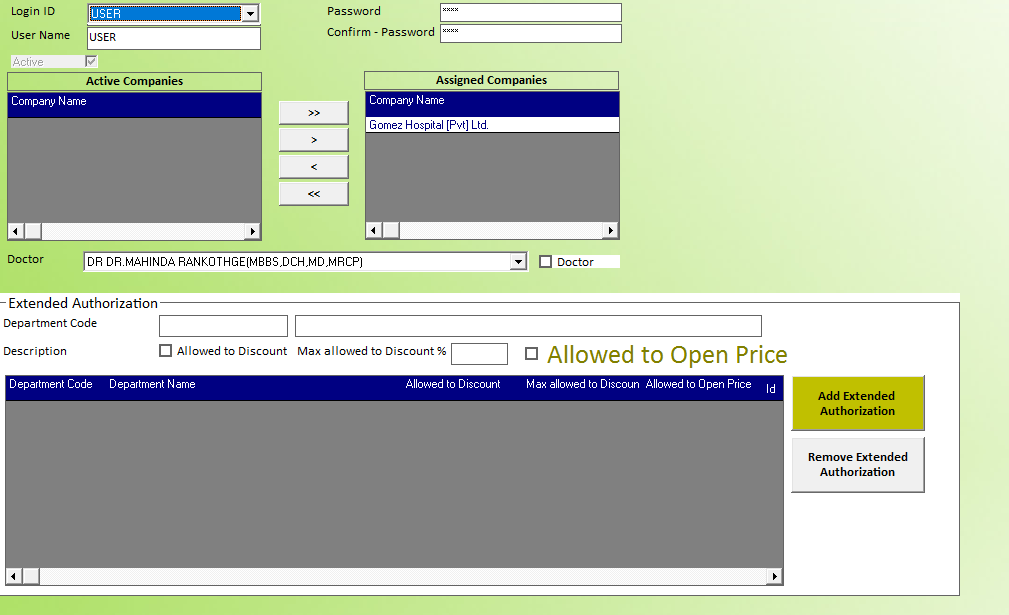 Login ID USER Password ****
User Name USER Confirm - Password ****
Active
Active Companies Assigned Companies
Company Name Company Name
>> Gomez Hospital [Pvt] Ltd.
>
<
<<
Doctor DR DR.MAHINDA RANKOTHGE(MBBS,DCH,MD,MRCP) Doctor
Extended Authorization
Department Code
Description Allowed to Discount Max allowed to Discount % Allowed to Open Price
Department Code Department Name Allowed to Discount Max allowed to Discoun Allowed to Open Price Id
Add Extended
Authorization
Remove Extended
Authorization